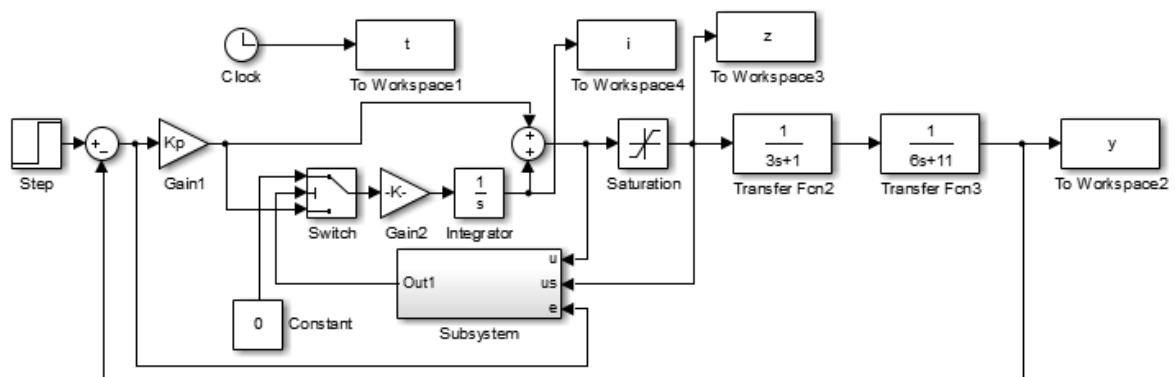 t
Clock
To Workspace1
i
To Workspace4
z
To Workspace3
Step
+
−
Kp
Gain1
+
+
Saturation
1
3s+1
Transfer Fcn2
1
6s+11
Transfer Fcn3
y
To Workspace2
Switch
-K-
Gain2
1
s
Integrator
u
Out1
us
e
Subsystem
0
Constant